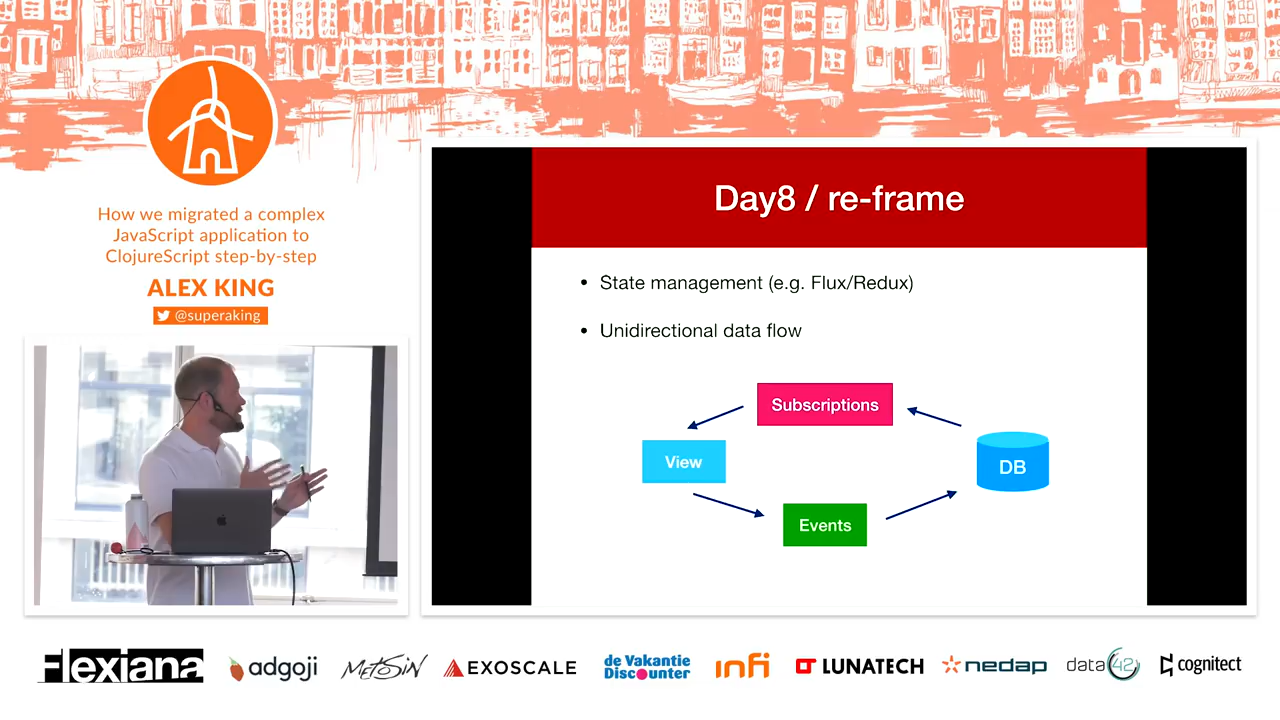 How we migrated a complex
JavaScript application to
ClojureScript step-by-step
ALEX KING
@superaking
Day8 / re-frame
• State management (e.g. Flux/Redux)
• Unidirectional data flow
Subscriptions
View
DB
Events
Flexiana
adgoji
METOSIN
EXOSCALE
de Vakantie
Discounter
infi
LUNATECH
nedap
data42
cognitect